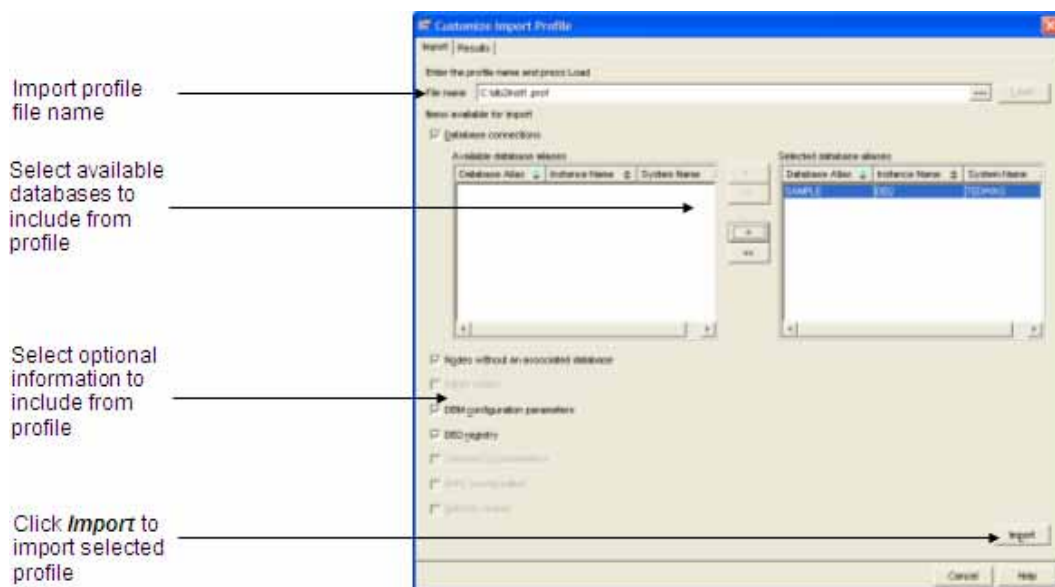 Customize Import Profile
Import Results
Enter the profile name and press Load
Import profile
file name
File name
Load
Items available for import
Database connections
Select available
databases to
include from
profile
Available database aliases
Database Alias Instance Name System Name
>
>>
<
<<
Selected database aliases
Database Alias Instance Name System Name
SAMPLE DB2
Select optional
information to
include from
profile
Nodes without an associated database
DBM configuration parameters
DB2 registry
Click Import to
import selected
profile
Import
Cancel Help